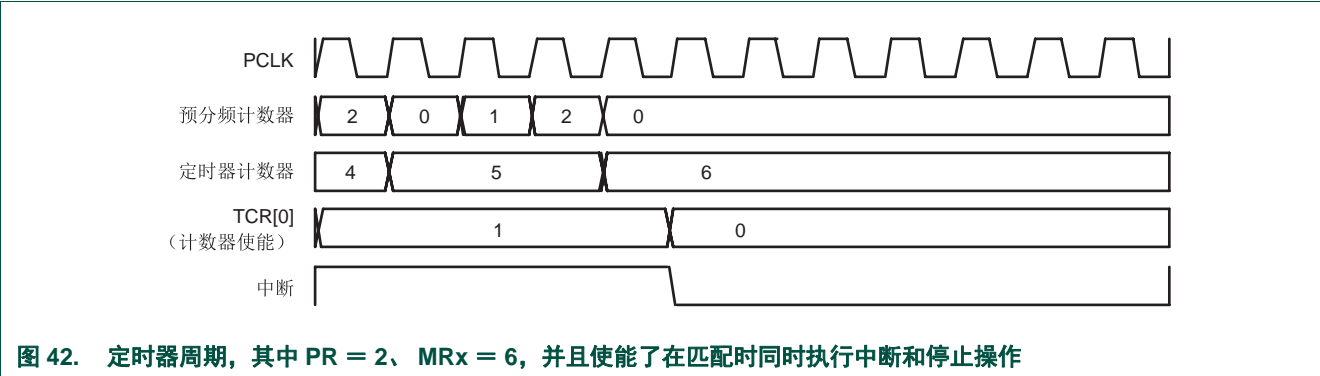 PCLK
预分频计数器 2 0 1 2 0
定时器计数器 4 5 6
TCR[0]
（计数器使能） 1 0
中断
图 42. 定时器周期，其中 PR ＝ 2、 MRx ＝ 6，并且使能了在匹配时同时执行中断和停止操作